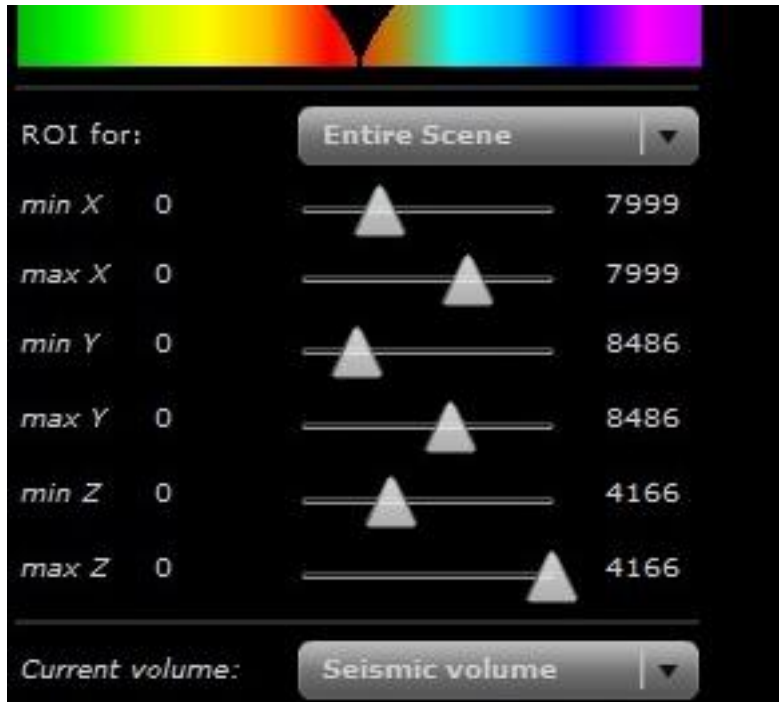 ROI for: Entire Scene
min X 0 7999
max X 0 7999
min Y 0 8486
max Y 0 8486
min Z 0 4166
max Z 0 4166
Current volume: Seismic volume